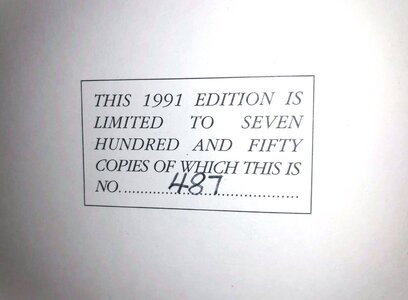 THIS 1991 EDITION IS
LIMITED TO SEVEN
HUNDRED AND FIFTY
COPIES OF WHICH THIS IS
NO....487....................